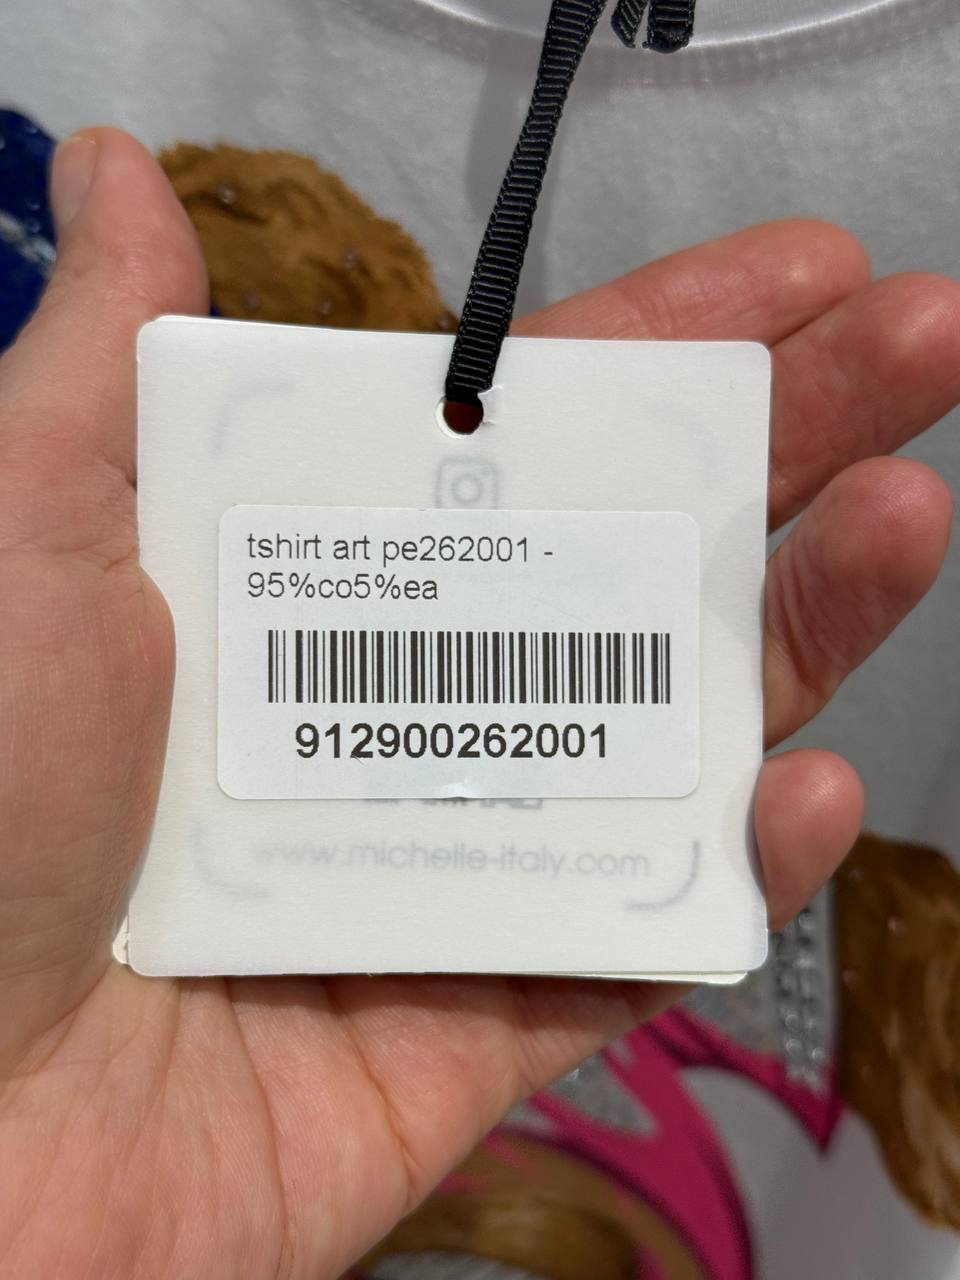 tshirt art pe262001 -
95%co5%ea
912900262001
www.michelle-italy.com